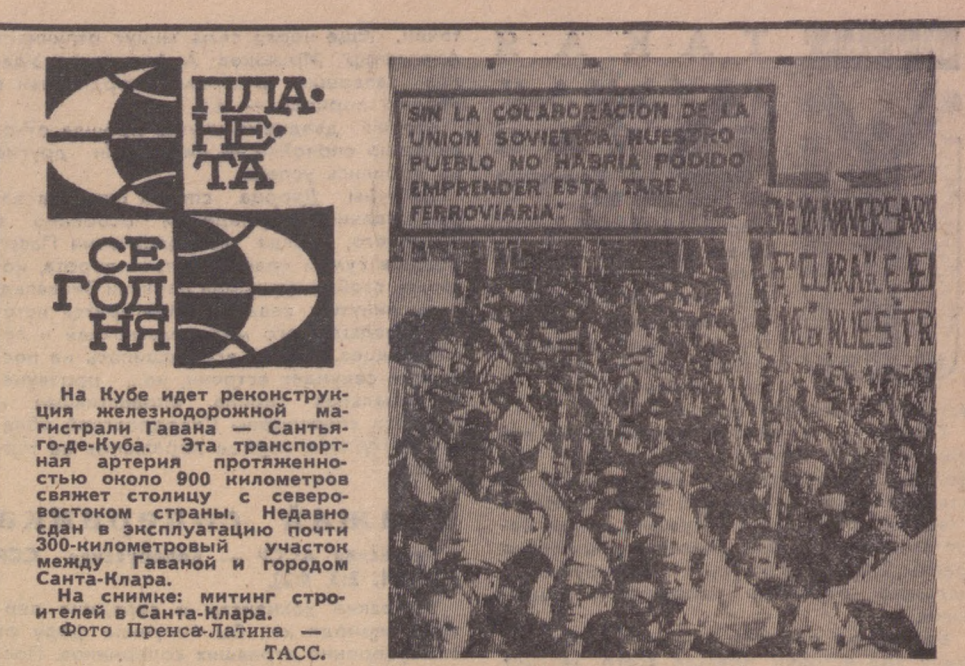 ПЛА-
НЕ-
ТА
СЕ
ГОД
НЯ
На Кубе идет реконструк-
ция железнодорожной ма-
гистрали Гавана — Сантья-
го-де-Куба. Эта транспорт-
ная артерия протяженно-
стью около 900 километров
свяжет столицу с северо-
востоком страны. Недавно
сдан в эксплуатацию почти
300-километровый участок
между Гаваной и городом
Санта-Клара.
На снимке: митинг стро-
ителей в Санта-Клара.
Фото Пренса-Латина —
ТАСС.
SIN LA COLABORACION DE LA
UNION SOVIETICA, NUESTRO
PUEBLO NO HABRIA PODIDO
EMPRENDER ESTA TAREA
FERROVIARIA".
NUESTR